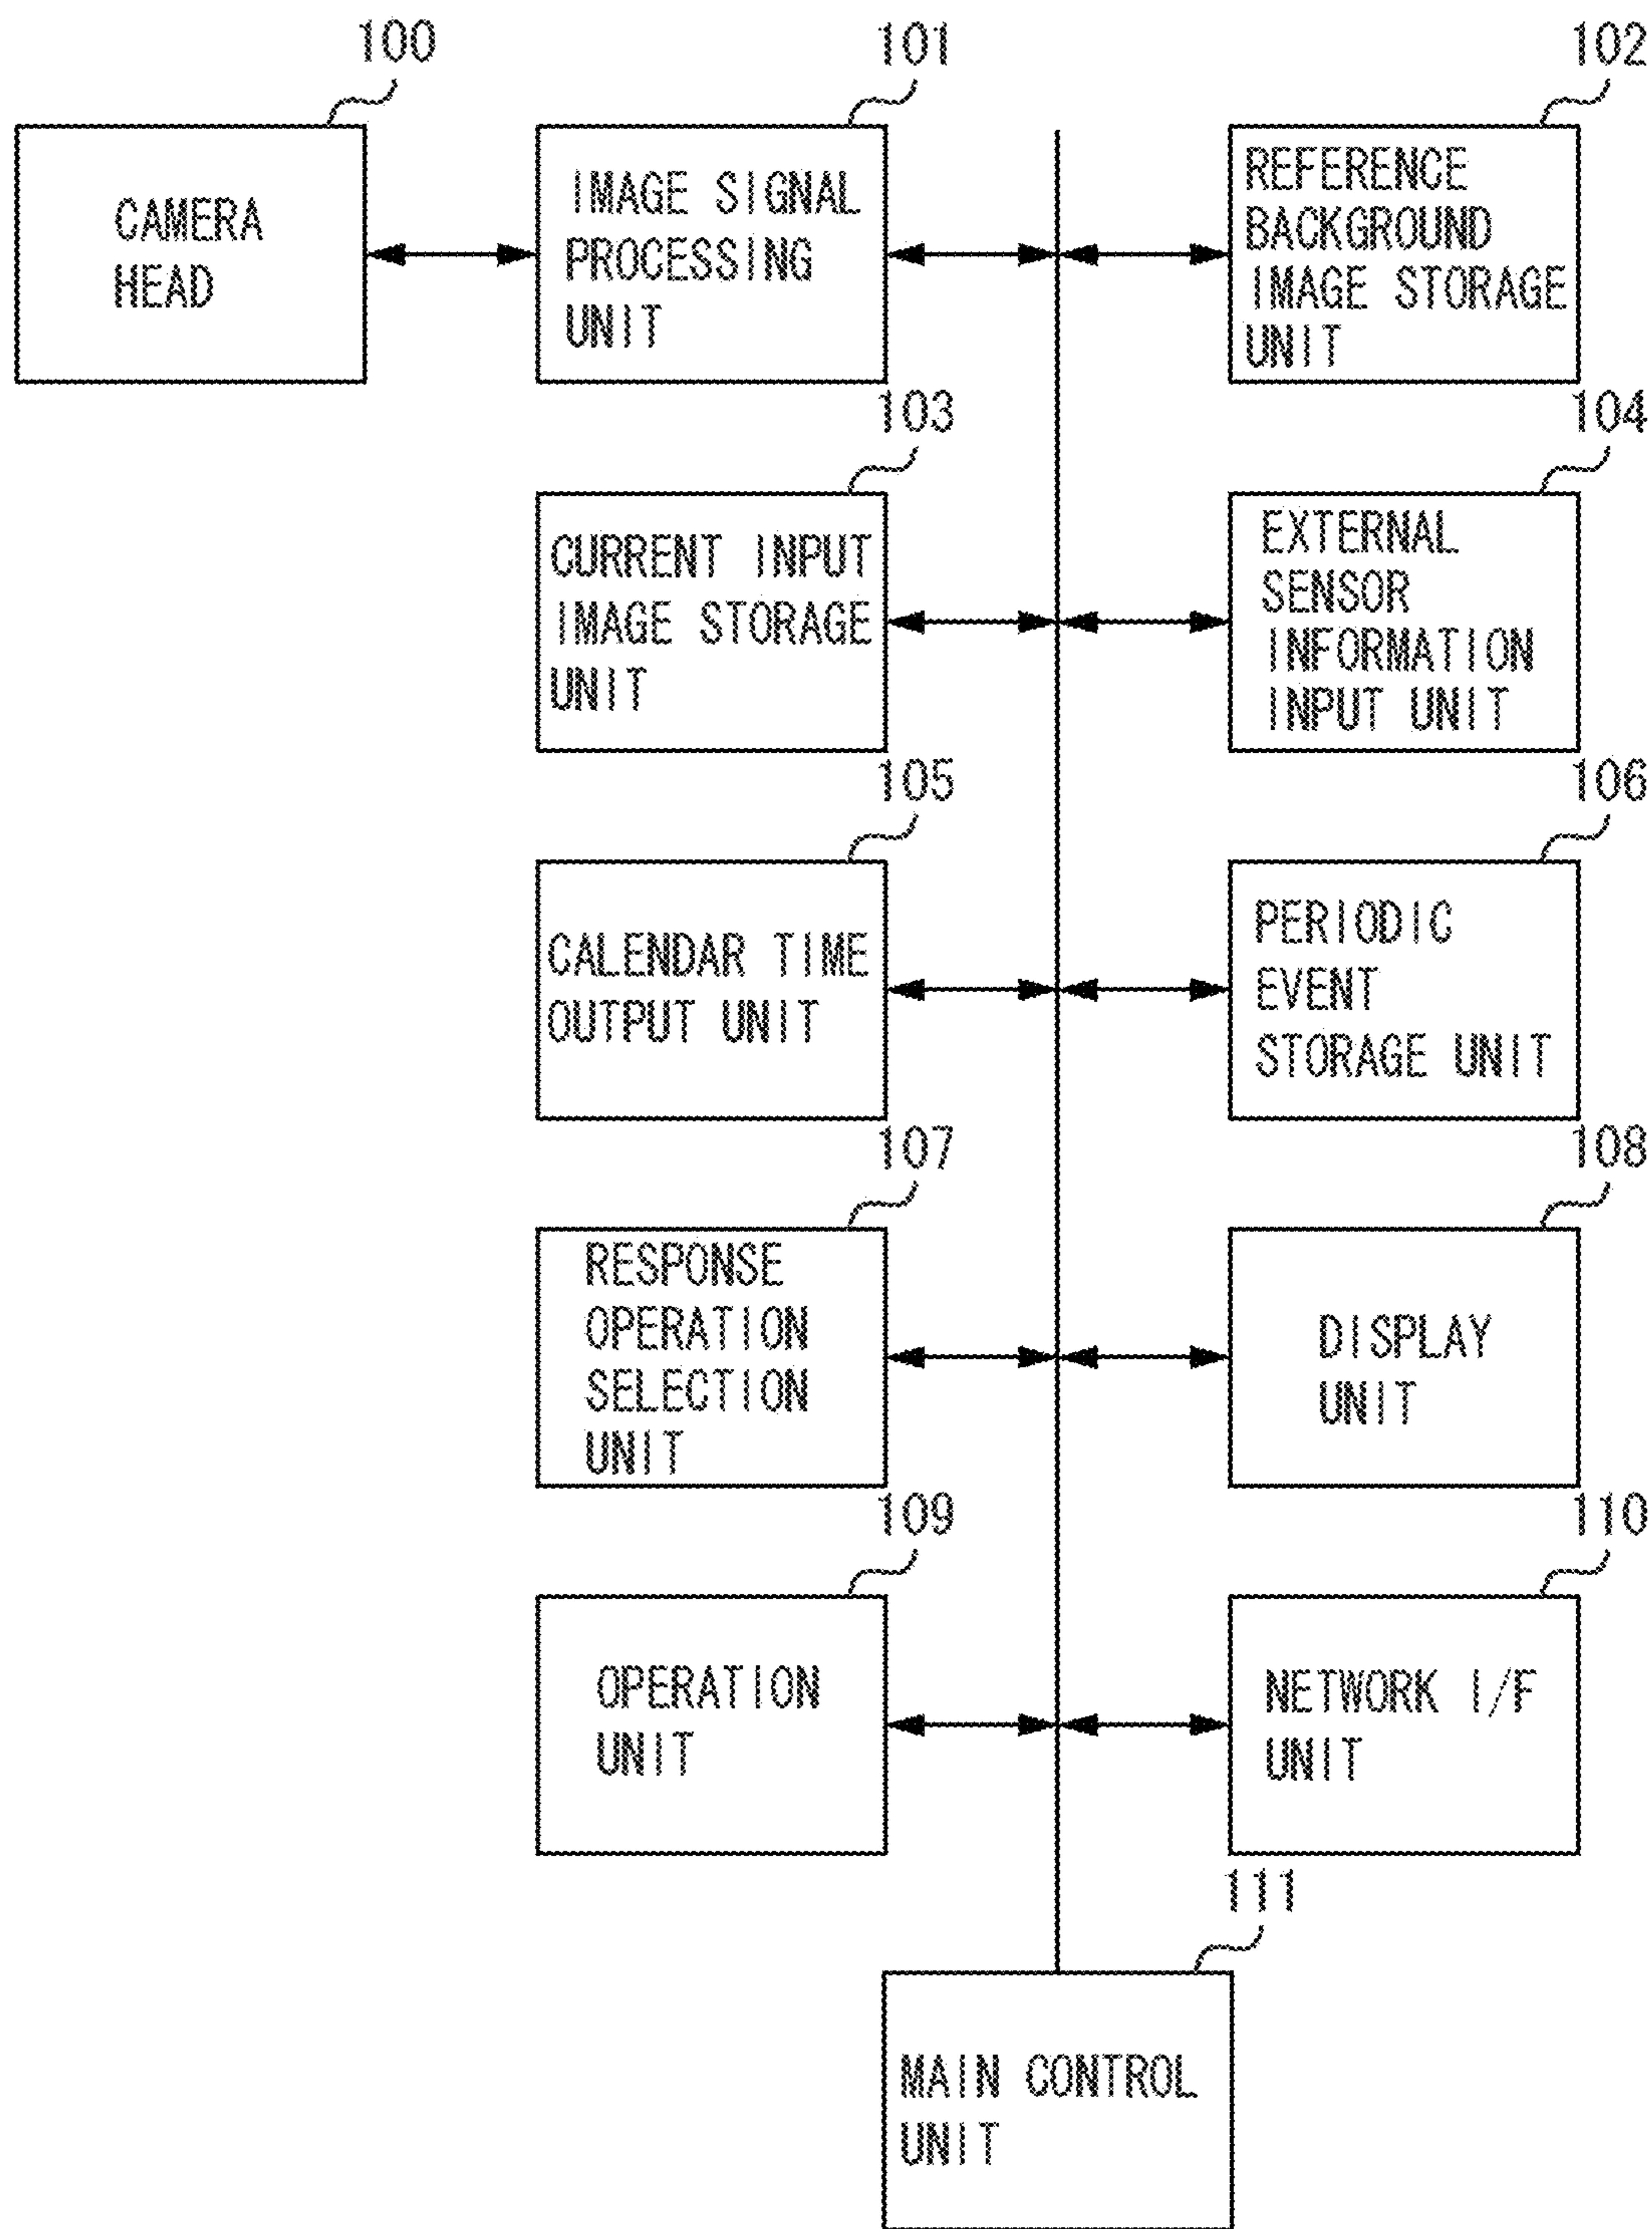 100
CAMERA
HEAD
101
IMAGE SIGNAL
PROCESSING
UNIT
102
REFERENCE
BACKGROUND
IMAGE STORAGE
UNIT
103
CURRENT INPUT
IMAGE STORAGE
UNIT
104
EXTERNAL
SENSOR
INFORMATION
INPUT UNIT
105
CALENDAR TIME
OUTPUT UNIT
106
PERIODIC
EVENT
STORAGE UNIT
107
RESPONSE
OPERATION
SELECTION
UNIT
108
DISPLAY
UNIT
109
OPERATION
UNIT
110
NETWORK I/F
UNIT
111
MAIN CONTROL
UNIT